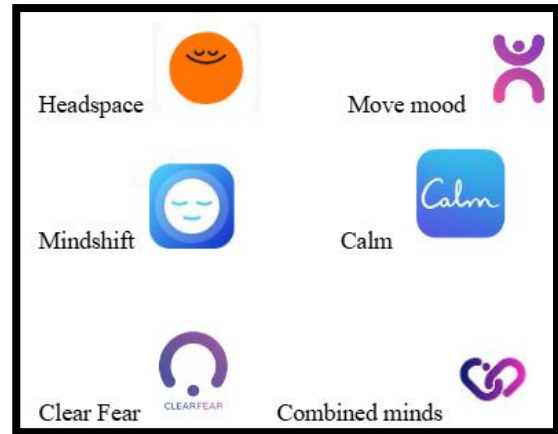 Headspace
Move mood
Mindshift
Calm
Calm
CLEARFEAR
Clear Fear
Combined minds